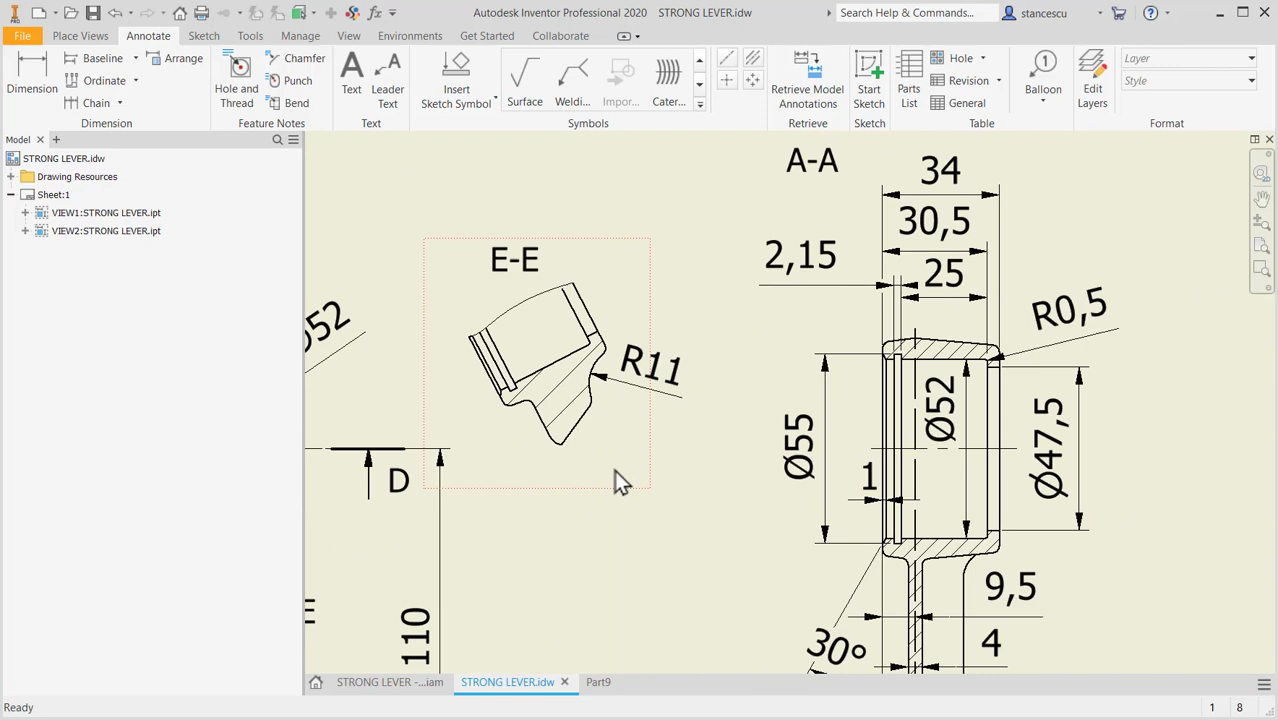 PRO
Autodesk Inventor Professional 2020 STRONG LEVER.idw
Search Help & Commands...
stancescu
File Place Views Annotate Sketch Tools Manage View Environments Get Started Collaborate
Dimension
Baseline
Ordin...
Chain
Arrange
Dimension
Hole and Thread
Chamfer
Punch
Bend
Feature Notes
Text
Leader Text
Text
Insert Sketch Symbol
Surface
Weldi...
Impor...
Cater...
Symbols
Retrieve Model Annotations
Retrieve
Start Sketch
Sketch
Parts List
Hole
Revision
General
Table
Balloon
Edit Layers
Layer
Style
Format
Model
STRONG LEVER.idw
Drawing Resources
Sheet:1
VIEW1:STRONG LEVER.ipt
VIEW2:STRONG LEVER.ipt
A-A
34
30,5
2,15
25
R0,5
E-E
R11
Ø52
Ø55
Ø52
Ø47,5
1
D
110
E
9,5
4
30°
STRONG LEVER -...iam STRONG LEVER.idw Part9
Ready
1 8